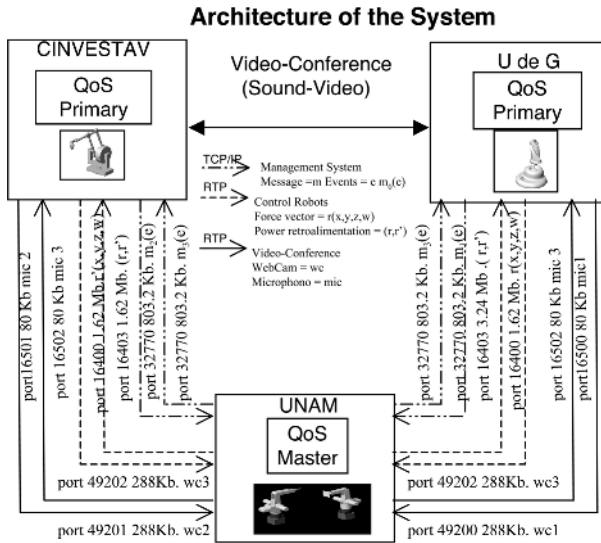 Architecture of the System
CINVESTAV
QoS
Primary
Video-Conference
(Sound-Video)
U de G
QoS
Primary
TCP/IP
Management System
Message =m Events = e m₀(e)
RTP
Control Robots
Force vector = r(x,y,z,w)
Power retroalimentation = (r,r')
RTP
Video-Conference
WebCam = wc
Microphono = mic
port16501 80 Kb mic 2
port 16502 80 Kb mic 3
port 16400 1.62 Mb. r'(x,y,z,w)
port 16403 1.62 Mb. (r,r')
port 32770 803.2 Kb. m₂(e)
port 32770 803.2 Kb. m₃(e)
port 32770 803.2 Kb. m₃(e)
port 32770 803.2 Kb. m₁(e)
port 16403 3.24 Mb .( r,r')
port 16400 1.62 Mb. r(x,y,z,w)
port 16502 80 Kb mic 3
port 16500 80 Kb mic1
UNAM
QoS
Master
port 49202 288Kb. wc3
port 49201 288Kb. wc2
port 49202 288Kb. wc3
port 49200 288Kb. wc1